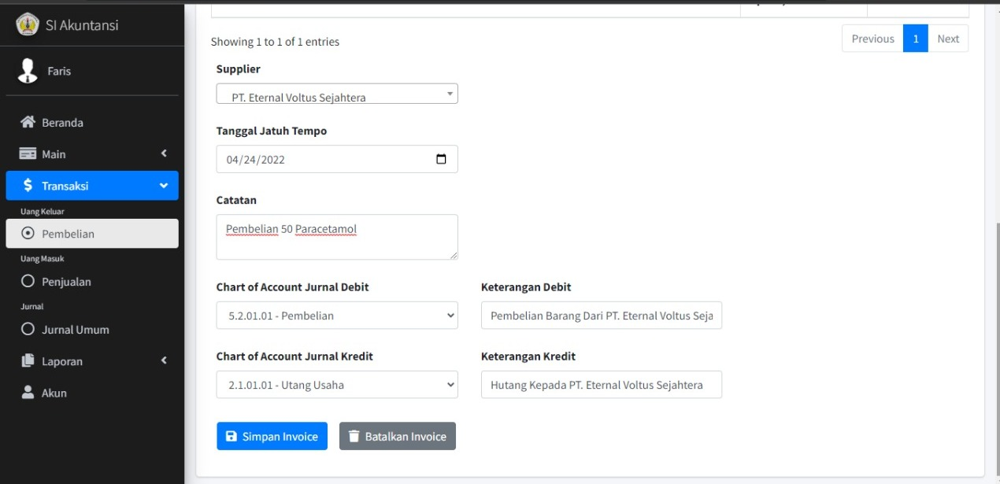 SI Akuntansi
Faris
Beranda
Main
Transaksi
Uang Keluar
Pembelian
Uang Masuk
Penjualan
Jurnal
Jurnal Umum
Laporan
Akun
Showing 1 to 1 of 1 entries
Previous 1 Next
Supplier
PT. Eternal Voltus Sejahtera
Tanggal Jatuh Tempo
04/24/2022
Catatan
Pembelian 50 Paracetamol
Chart of Account Jurnal Debit Keterangan Debit
5.2.01.01 - Pembelian Pembelian Barang Dari PT. Eternal Voltus Seja
Chart of Account Jurnal Kredit Keterangan Kredit
2.1.01.01 - Utang Usaha Hutang Kepada PT. Eternal Voltus Sejahtera
Simpan Invoice Batalkan Invoice